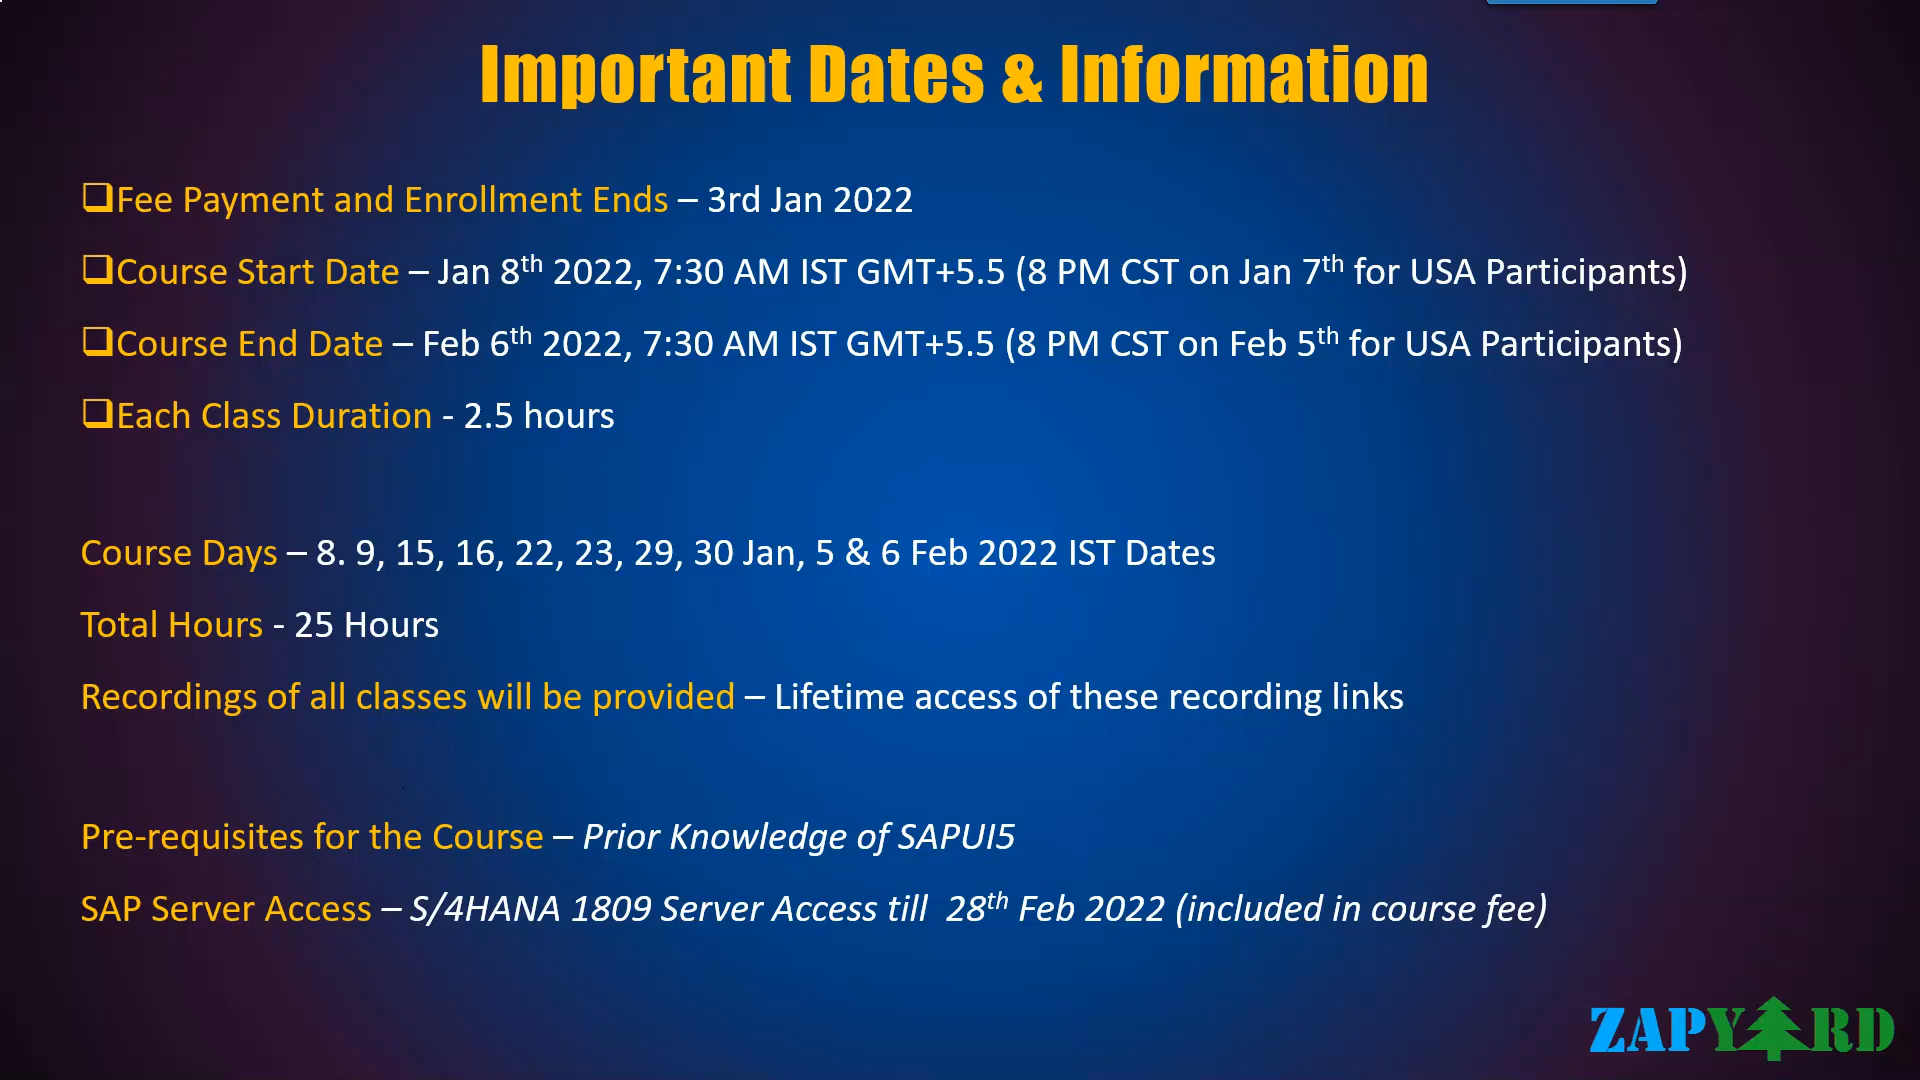 Important Dates & Information
❑Fee Payment and Enrollment Ends – 3rd Jan 2022
❑Course Start Date – Jan 8th 2022, 7:30 AM IST GMT+5.5 (8 PM CST on Jan 7th for USA Participants)
❑Course End Date – Feb 6th 2022, 7:30 AM IST GMT+5.5 (8 PM CST on Feb 5th for USA Participants)
❑Each Class Duration - 2.5 hours
Course Days – 8. 9, 15, 16, 22, 23, 29, 30 Jan, 5 & 6 Feb 2022 IST Dates
Total Hours - 25 Hours
Recordings of all classes will be provided – Lifetime access of these recording links
Pre-requisites for the Course – Prior Knowledge of SAPUI5
SAP Server Access – S/4HANA 1809 Server Access till  28th Feb 2022 (included in course fee)
ZAPYARD